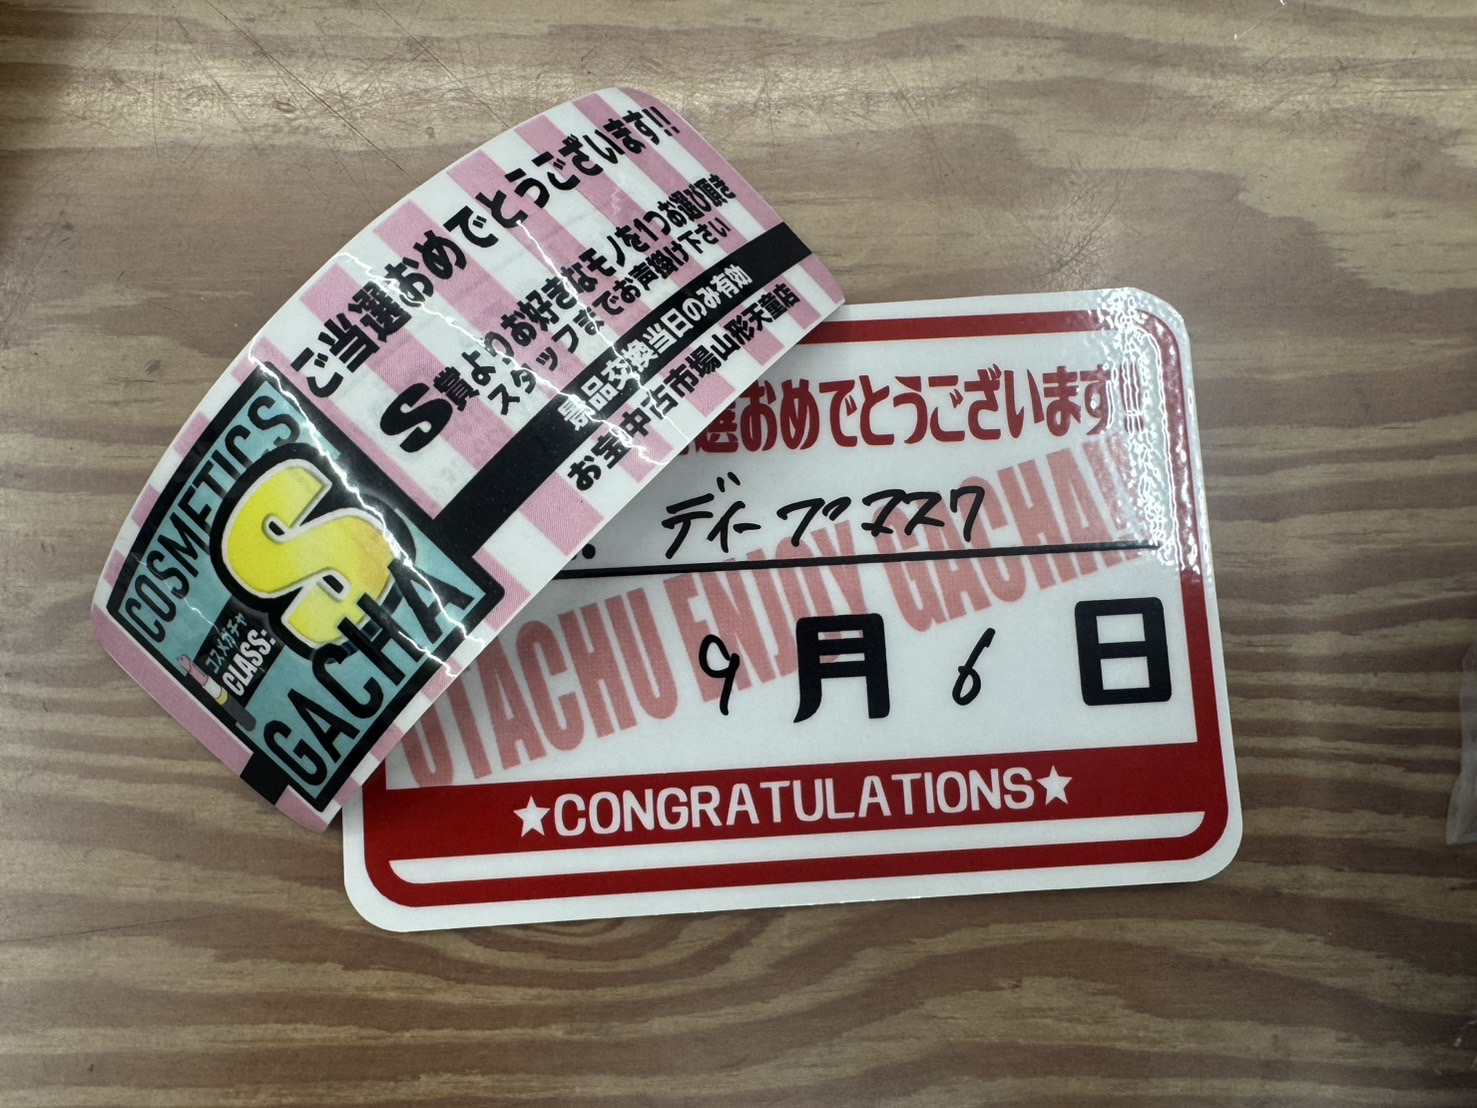 ご当選おめでとうございます!!
S賞よりお好きなモノを1つお選び頂き
スタッフまでお声掛け下さい
景品交換当日のみ有効
お宝中古市場山形天童店
COSMETICS
S
コスメガチャ
CLASS:
GACHA
選おめでとうございます!!
ディープマスク
OTACHU ENJOY GACHA!!
9月6日
★CONGRATULATIONS★